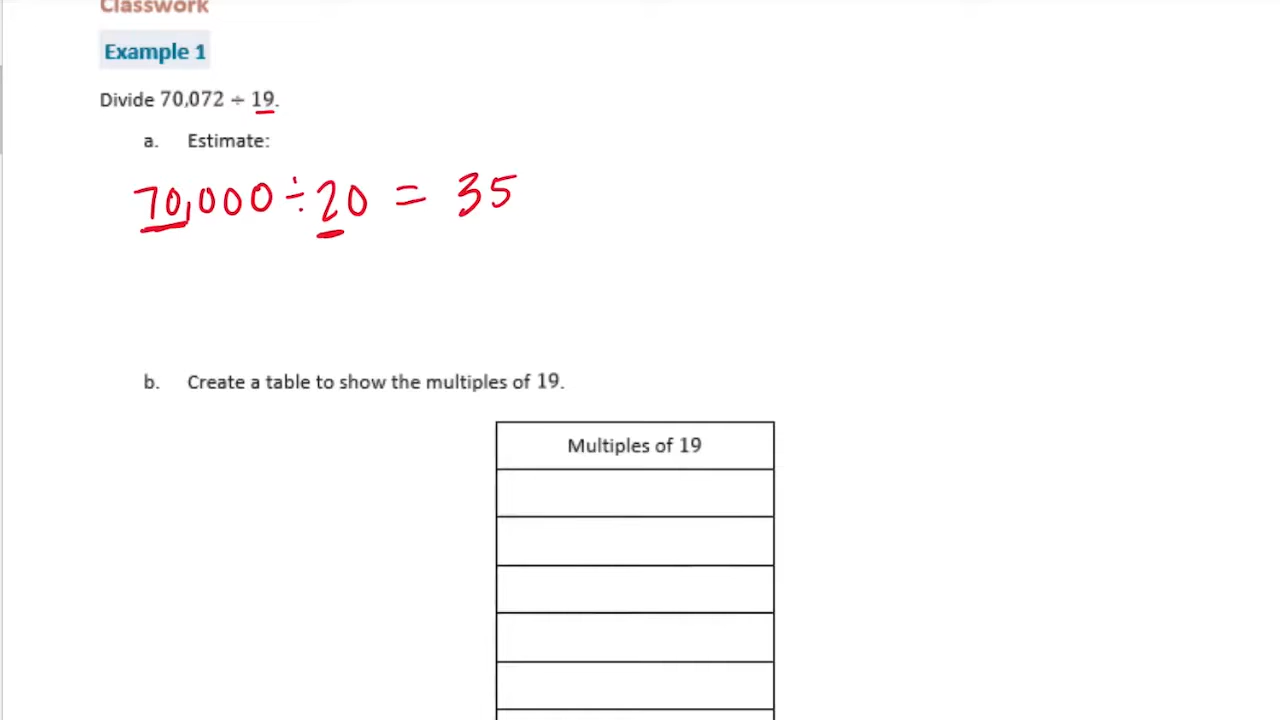 Classwork
Example 1
Divide 70,072 ÷ 19.
a. Estimate:
70,000 ÷ 20 = 35
b. Create a table to show the multiples of 19.
Multiples of 19